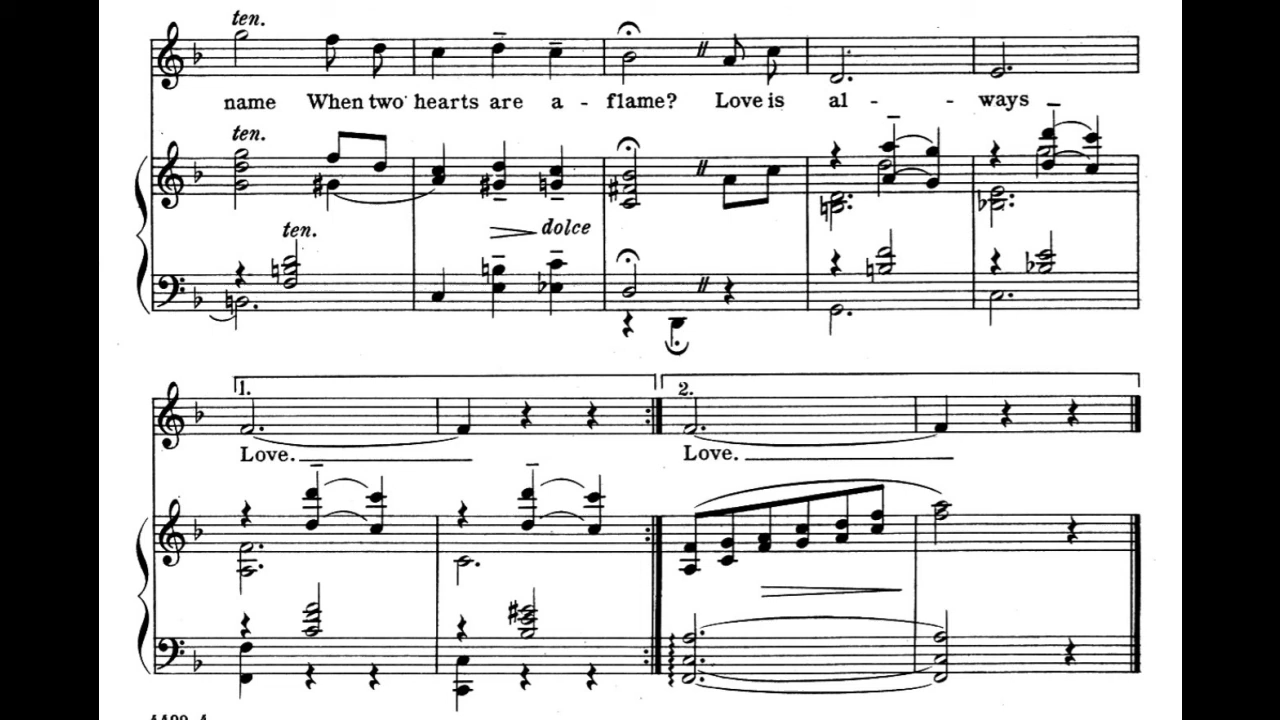 ten.
name When two hearts are a - flame? Love is al - - ways
ten.
ten.
dolce
1. 2.
Love. Love.